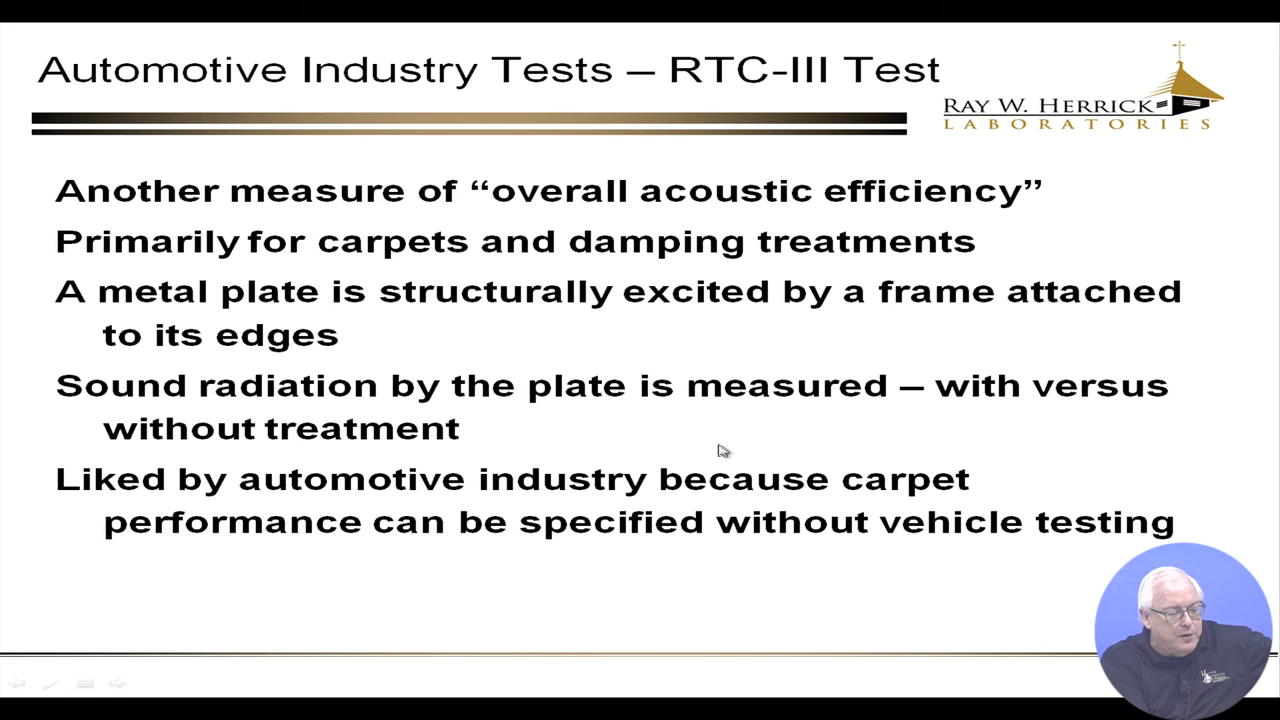 Automotive Industry Tests – RTC-III Test
RAY W. HERRICK
LABORATORIES
Another measure of “overall acoustic efficiency”
Primarily for carpets and damping treatments
A metal plate is structurally excited by a frame attached
to its edges
Sound radiation by the plate is measured – with versus
without treatment
Liked by automotive industry because carpet
performance can be specified without vehicle testing